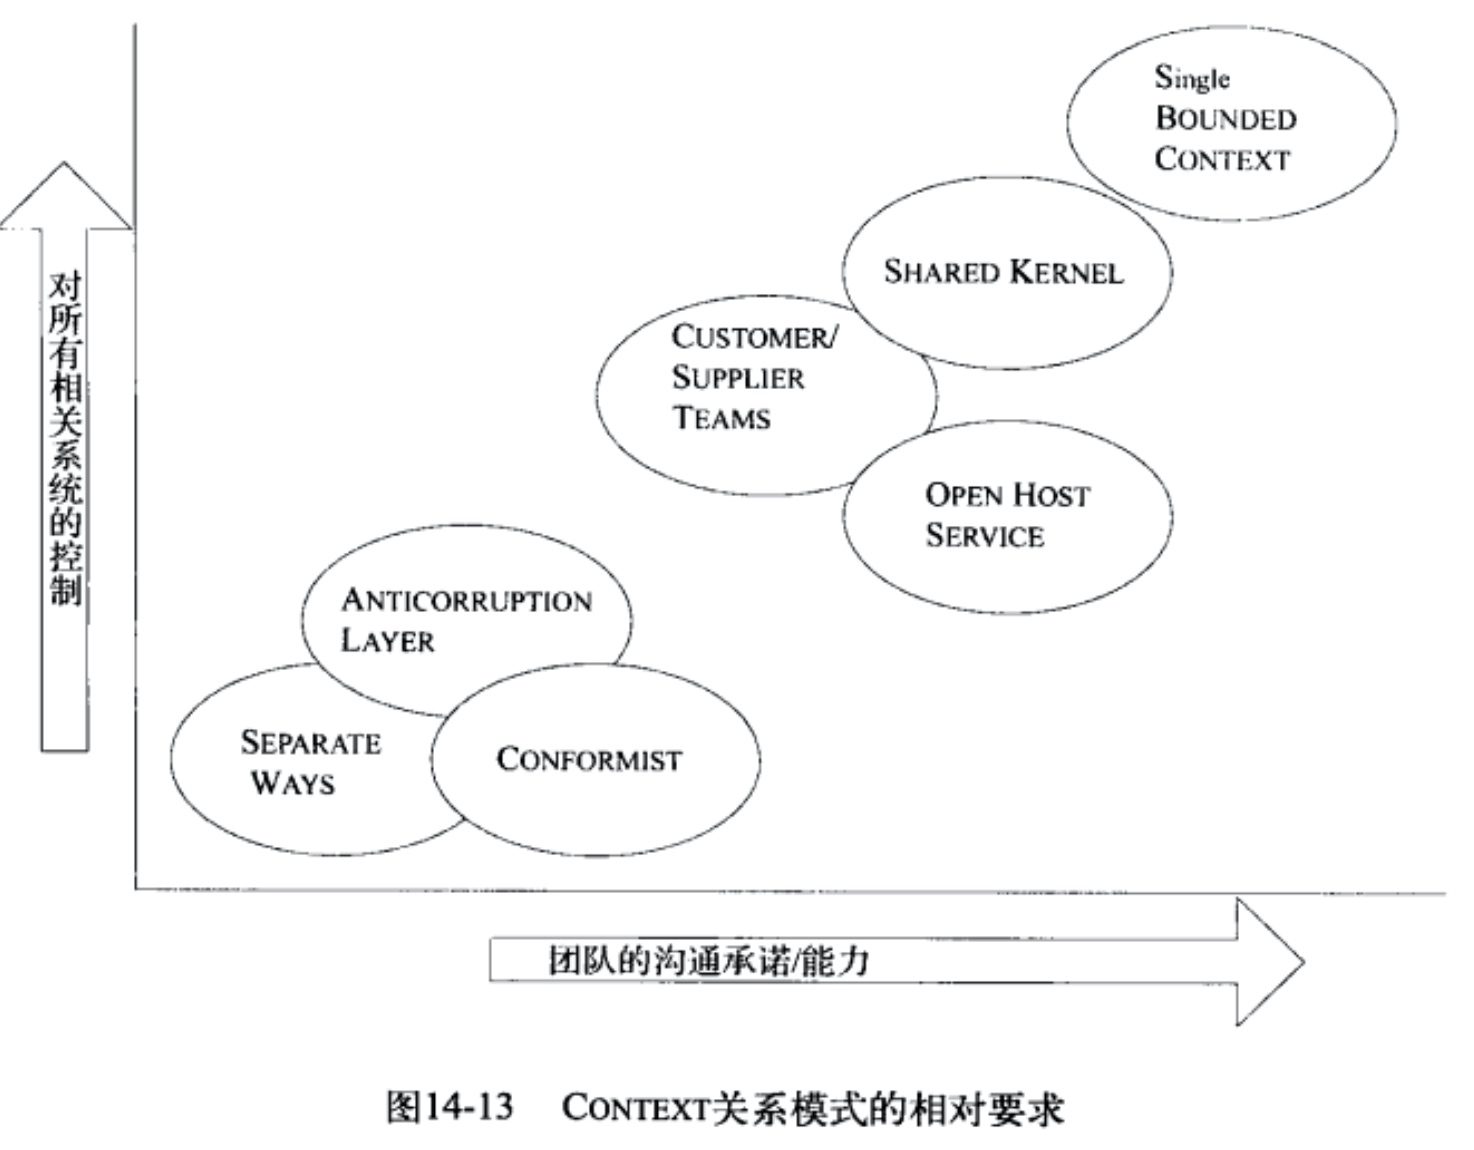 Single
BOUNDED
CONTEXT
SHARED KERNEL
CUSTOMER/
SUPPLIER
TEAMS
OPEN HOST
SERVICE
对所有相关系统的控制
ANTICORRUPTION
LAYER
SEPARATE
WAYS
CONFORMIST
团队的沟通承诺/能力
图14-13 CONTEXT关系模式的相对要求